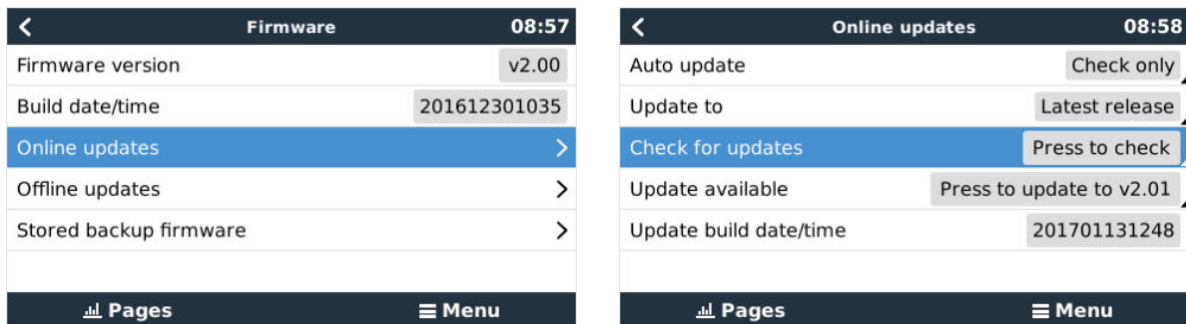 Firmware 08:57
Firmware version v2.00
Build date/time 201612301035
Online updates
Offline updates
Stored backup firmware
Pages Menu
Online updates 08:58
Auto update Check only
Update to Latest release
Check for updates Press to check
Update available Press to update to v2.01
Update build date/time 201701131248
Pages Menu